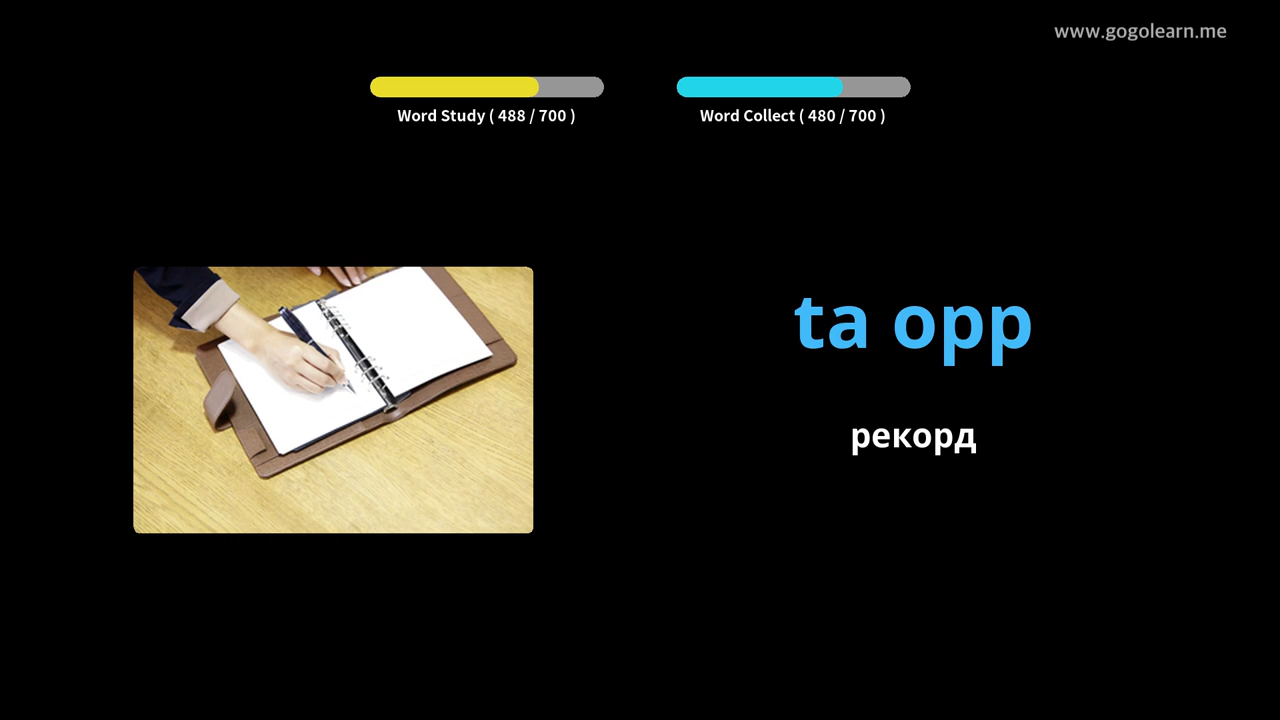 www.gogolearn.me
Word Study ( 488 / 700 )
Word Collect ( 480 / 700 )
ta opp
рекорд